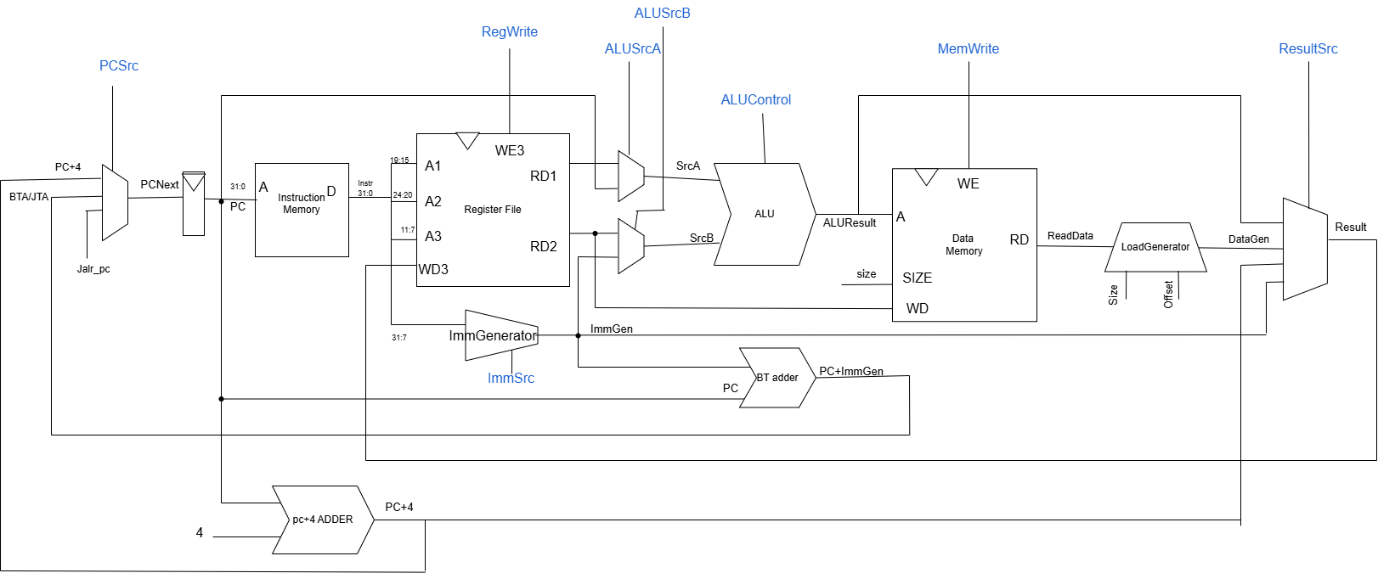 ALUSrcB
RegWrite
ALUSrcA
MemWrite
ResultSrc
PCSrc
ALUControl
PC+4
BTA/JTA
PCNext
Jalr_pc
31:0
PC
A
D
Instruction
Memory
Instr
31:0
19:15
24:20
11:7
31:7
WE3
A1
RD1
A2
Register File
A3
RD2
WD3
SrcA
SrcB
ALU
ALUResult
WE
A
RD
Data
Memory
SIZE
WD
size
ReadData
LoadGenerator
Size
Offset
DataGen
Result
ImmGenerator
ImmGen
ImmSrc
BT adder
PC
PC+ImmGen
pc+4 ADDER
4
PC+4